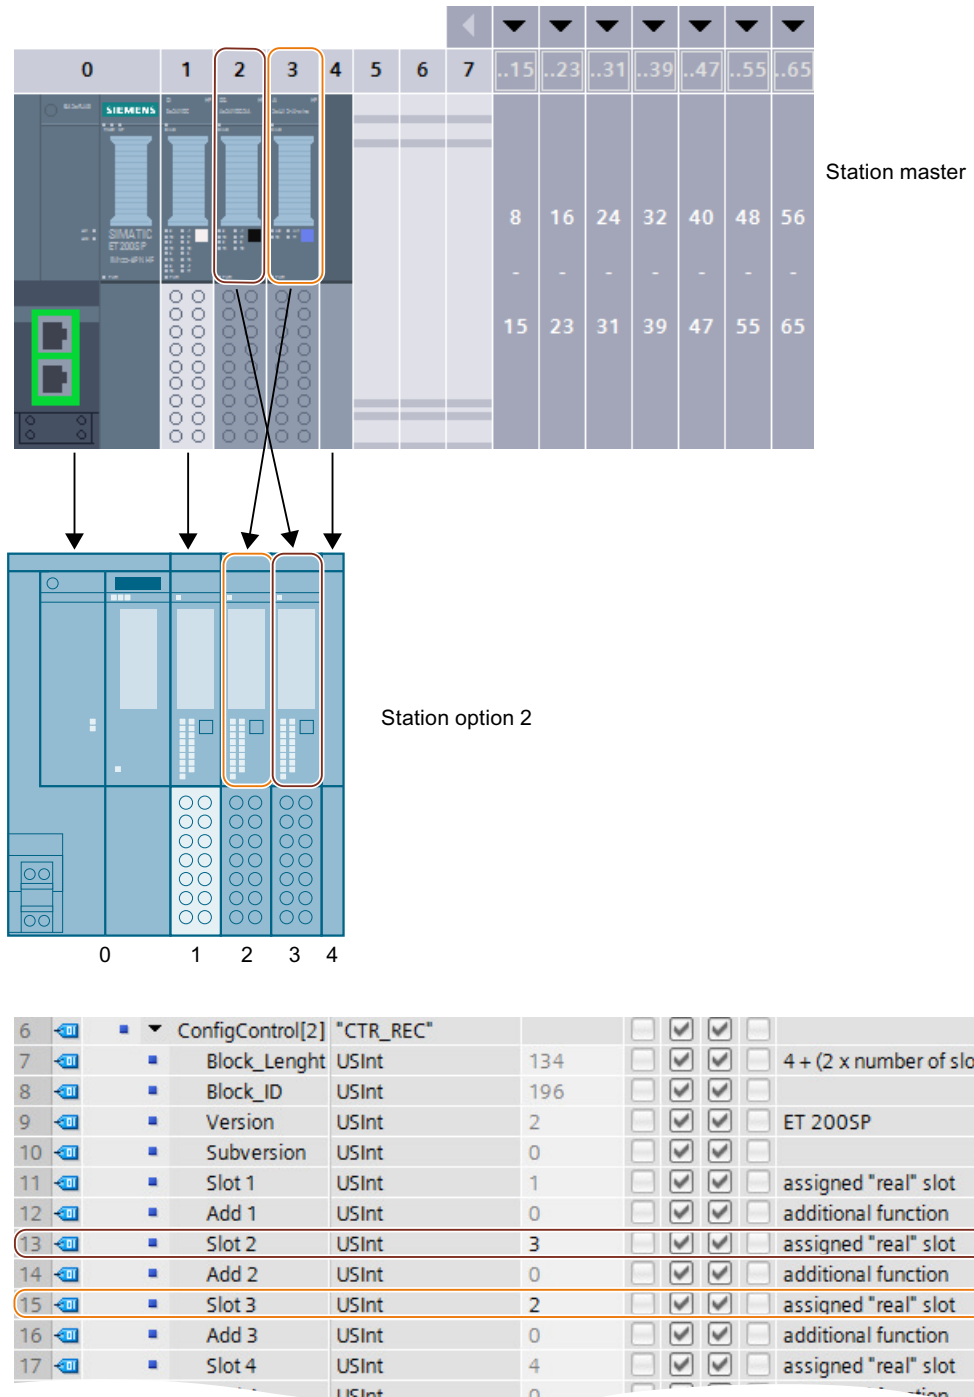 0 1 2 3 4 5 6 7 ..15 ..23 ..31 ..39 ..47 ..55 ..65
SIEMENS
Station master
8 16 24 32 40 48 56
- - - - - - -
15 23 31 39 47 55 65
SIMATIC
ET 200SP
Station option 2
0 1 2 3 4
6 ConfigControl[2] "CTR_REC"
7 Block_Lenght USInt 134 4 + (2 x number of slo
8 Block_ID USInt 196
9 Version USInt 2 ET 200SP
10 Subversion USInt 0
11 Slot 1 USInt 1 assigned "real" slot
12 Add 1 USInt 0 additional function
13 Slot 2 USInt 3 assigned "real" slot
14 Add 2 USInt 0 additional function
15 Slot 3 USInt 2 assigned "real" slot
16 Add 3 USInt 0 additional function
17 Slot 4 USInt 4 assigned "real" slot
USInt 0